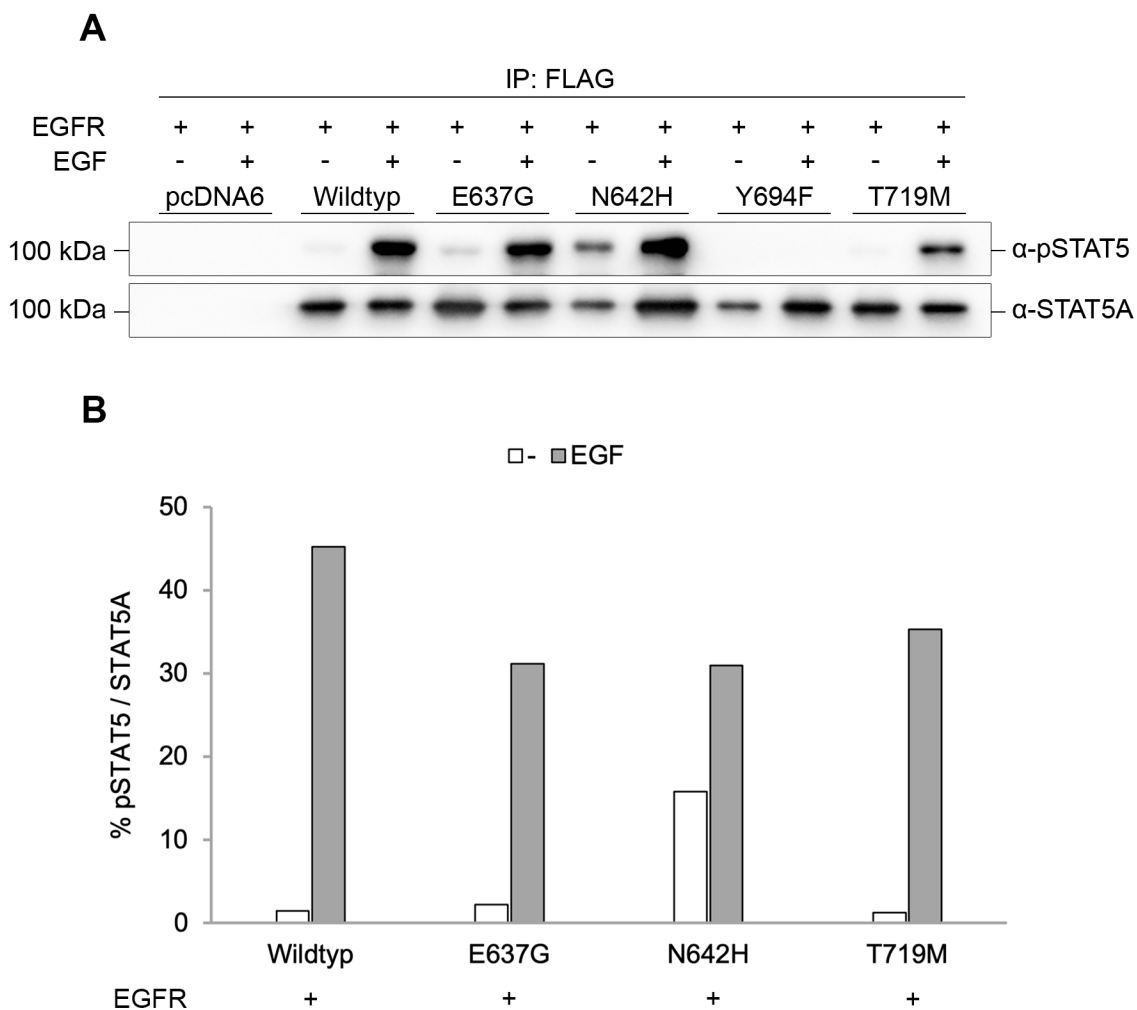 A
IP: FLAG
EGFR + + + + + + + + + + + +
EGF - + - + - + - + - + - +
pcDNA6 Wildtyp E637G N642H Y694F T719M
100 kDa α-pSTAT5
100 kDa α-STAT5A
B
- EGF
% pSTAT5 / STAT5A
50
40
30
20
10
0
Wildtyp E637G N642H T719M
EGFR + + + +